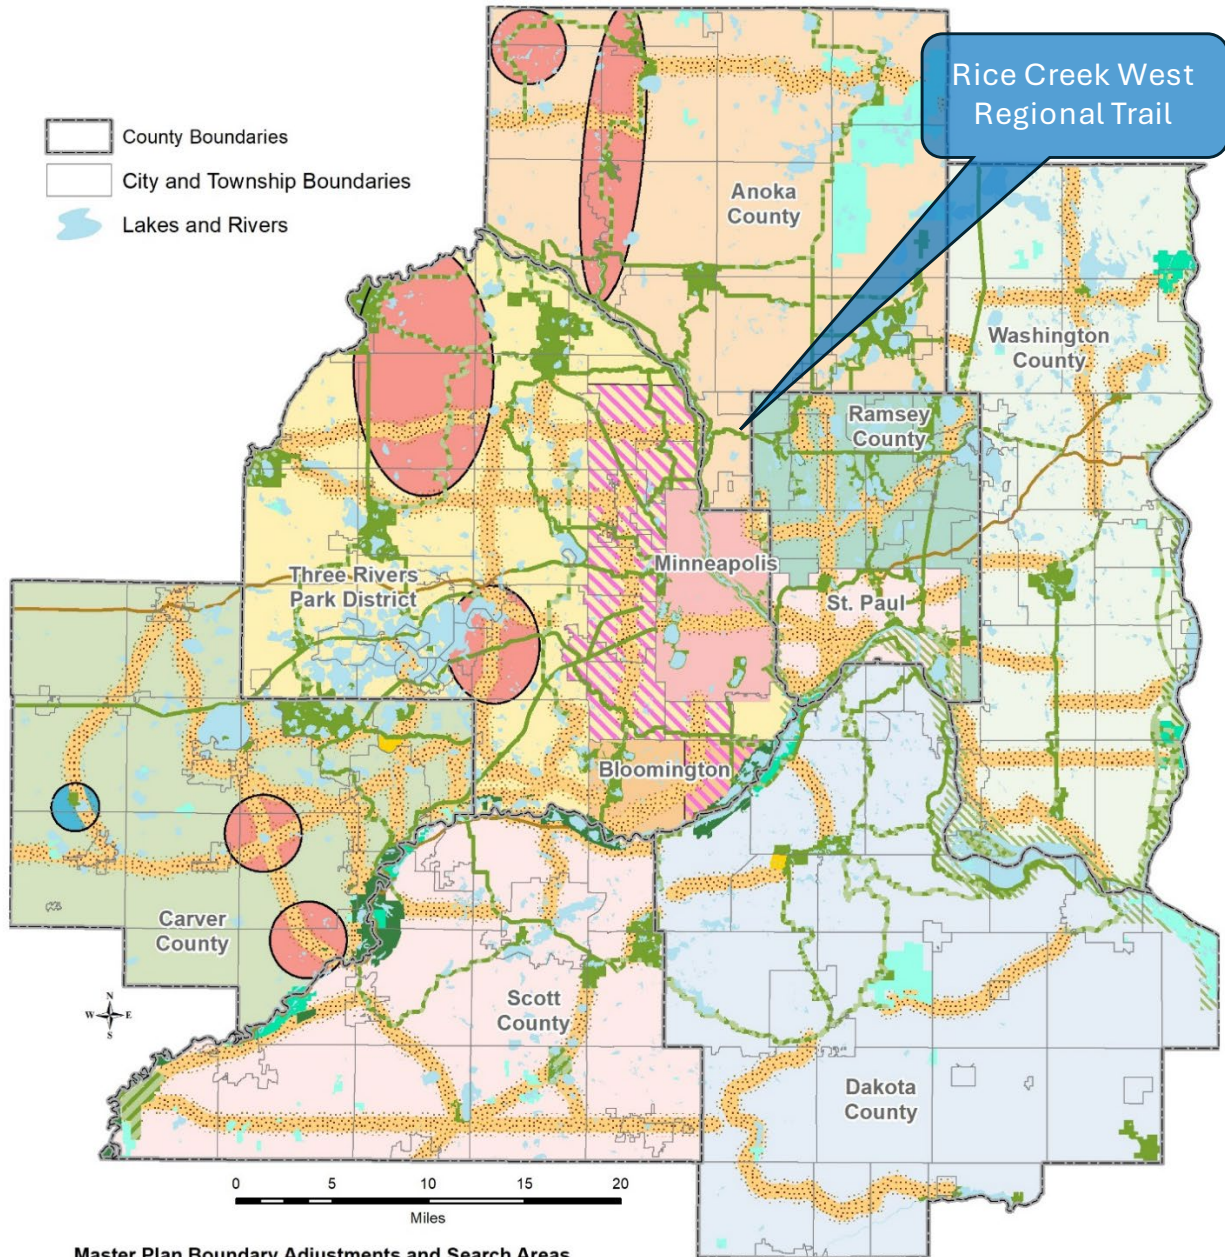 Rice Creek West
Regional Trail
County Boundaries
City and Township Boundaries
Lakes and Rivers
Anoka
County
Washington
County
Ramsey
County
Minneapolis
Three Rivers
Park District
St. Paul
Bloomington
Carver
County
Scott
County
Dakota
County
N
W E
S
0 5 10 15 20
Miles
Master Plan Boundary Adjustments and Search Areas